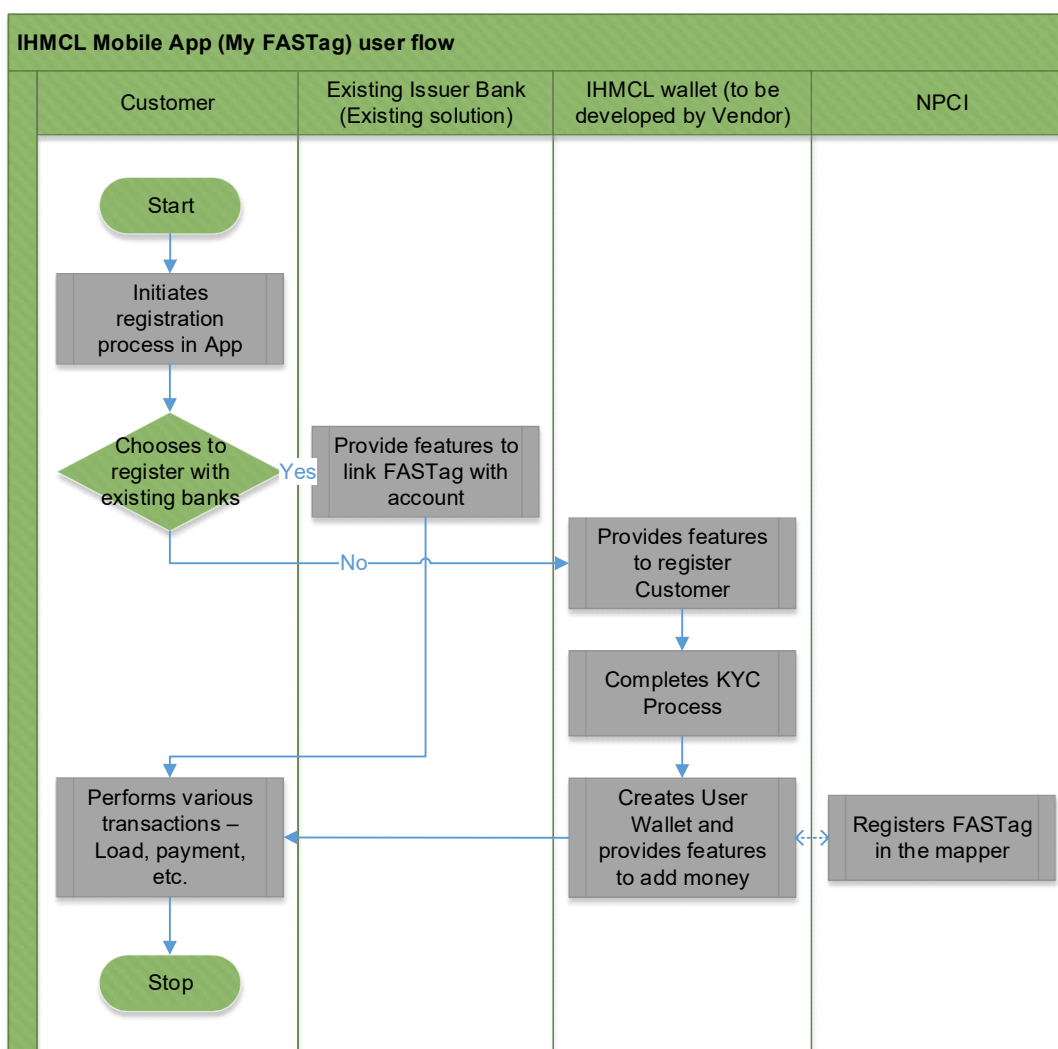 IHMCL Mobile App (My FASTag) user flow
Customer
Existing Issuer Bank
(Existing solution)
IHMCL wallet (to be
developed by Vendor)
NPCI
Start
Initiates
registration
process in App
Chooses to
register with
existing banks
Yes
Provide features to
link FASTag with
account
No
Provides features
to register
Customer
Completes KYC
Process
Performs various
transactions –
Load, payment,
etc.
Creates User
Wallet and
provides features
to add money
Registers FASTag
in the mapper
Stop